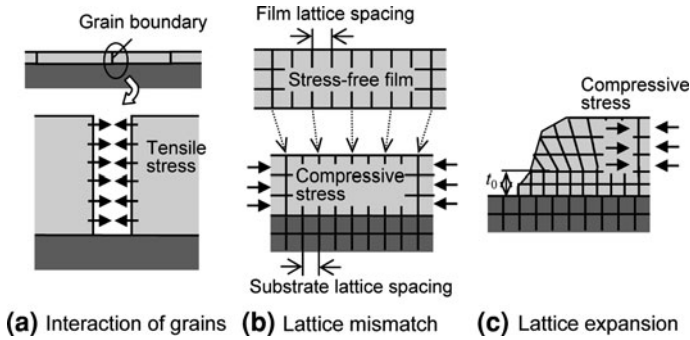 Grain boundary
Tensile
stress
(a) Interaction of grains
Film lattice spacing
Stress-free film
Compressive
stress
Substrate lattice spacing
(b) Lattice mismatch
Compressive
stress
t0
(c) Lattice expansion